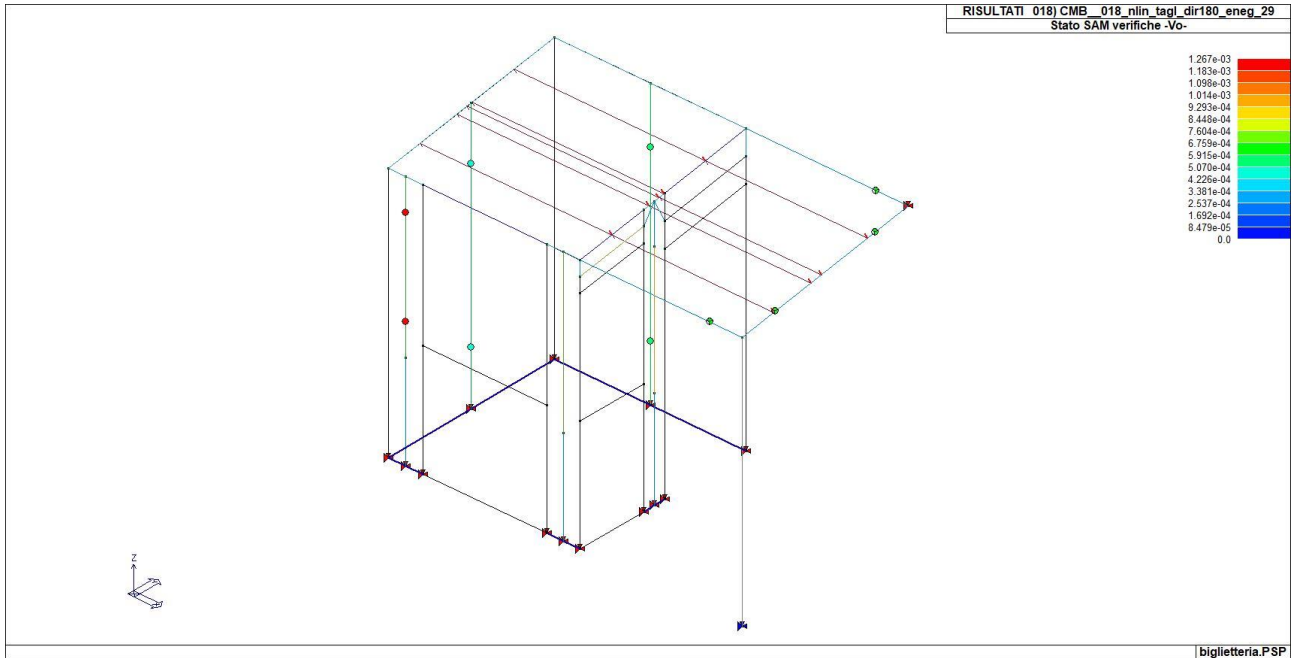 RISULTATI 018) CMB__018_nlin_tagl_dir180_eneg_29
Stato SAM verifiche -Vo-
1.267e-03
1.183e-03
1.098e-03
1.014e-03
9.293e-04
8.448e-04
7.604e-04
6.759e-04
5.915e-04
5.070e-04
4.226e-04
3.381e-04
2.537e-04
1.692e-04
8.479e-05
0.0
Z
biglietteria.PSP